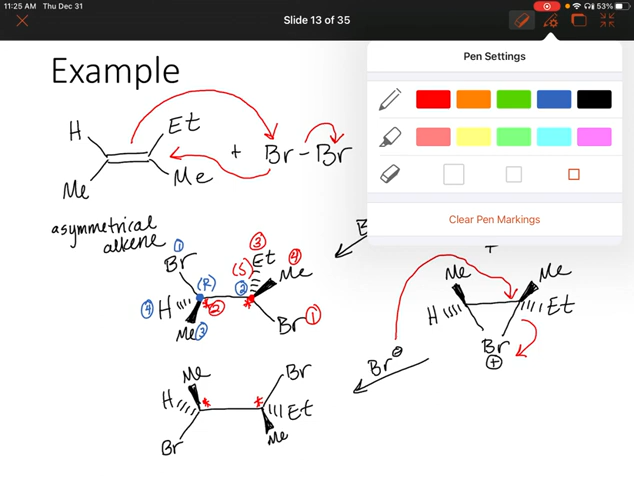 11:25 AM Thu Dec 31
53%
Slide 13 of 35
Pen Settings
Clear Pen Markings
Example
H
Et
Me
Me
+ Br - Br
asymmetrical
alkene
1
Br
(R)
4 H
Me 3
2
3
Et
(S)
4
Me
2
Br 1
B
+
Me
Me
H
Et
Br
+
Br ⊖
Me
Br
H
Et
Br
Me